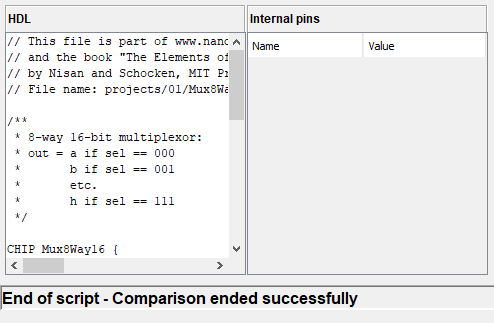 HDL
// This file is part of www.nand
// and the book "The Elements of
// by Nisan and Schocken, MIT Pr
// File name: projects/01/Mux8Wa
/**
* 8-way 16-bit multiplexor:
* out = a if sel == 000
* b if sel == 001
* etc.
* h if sel == 111
*/
CHIP Mux8Way16 {
Internal pins
Name Value
End of script - Comparison ended successfully